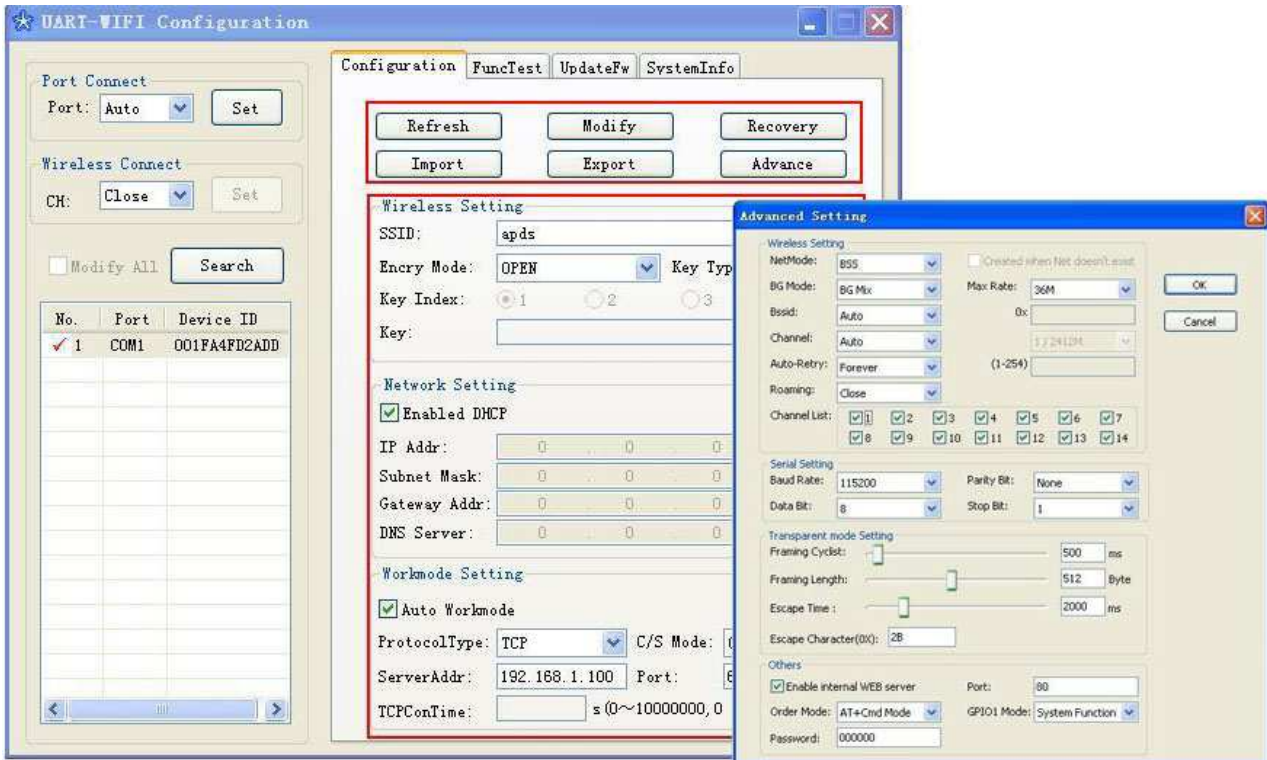 UART-WIFI Configuration
Port Connect
Port: Auto Set
Wireless Connect
CH: Close Set
Modify All Search
No. Port Device ID
1 COM1 001FA4FD2ADD
Configuration FuncTest UpdateFw SystemInfo
Refresh Modify Recovery
Import Export Advance
Wireless Setting
SSID: apds
Encry Mode: OPEN Key Typ
Key Index: 1 2 3
Key:
Network Setting
Enabled DHCP
IP Addr: 0 . 0 . 0
Subnet Mask: 0 . 0 . 0
Gateway Addr: 0 . 0 . 0
DNS Server: 0 . 0 . 0
Workmode Setting
Auto Workmode
ProtocolType: TCP C/S Mode:
ServerAddr: 192.168.1.100 Port:
TCPConTime: s (0~10000000, 0
Advanced Setting
Wireless Setting
NetMode: BSS Created when Net doesn't exist
BG Mode: BG Mix Max Rate: 36M
Bssid: Auto 0x
Channel: Auto 1 / 2412M
Auto-Retry: Forever (1-254)
Roaming: Close
Channel List: 1 2 3 4 5 6 7
8 9 10 11 12 13 14
OK
Cancel
Serial Setting
Baud Rate: 115200 Parity Bit: None
Data Bit: 8 Stop Bit: 1
Transparent mode Setting
Framing Cyclist: 500 ms
Framing Length: 512 Byte
Escape Time : 2000 ms
Escape Character(0X): 2B
Others
Enable internal WEB server Port: 80
Order Mode: AT+Cmd Mode GPIO1 Mode: System Function
Password: 000000